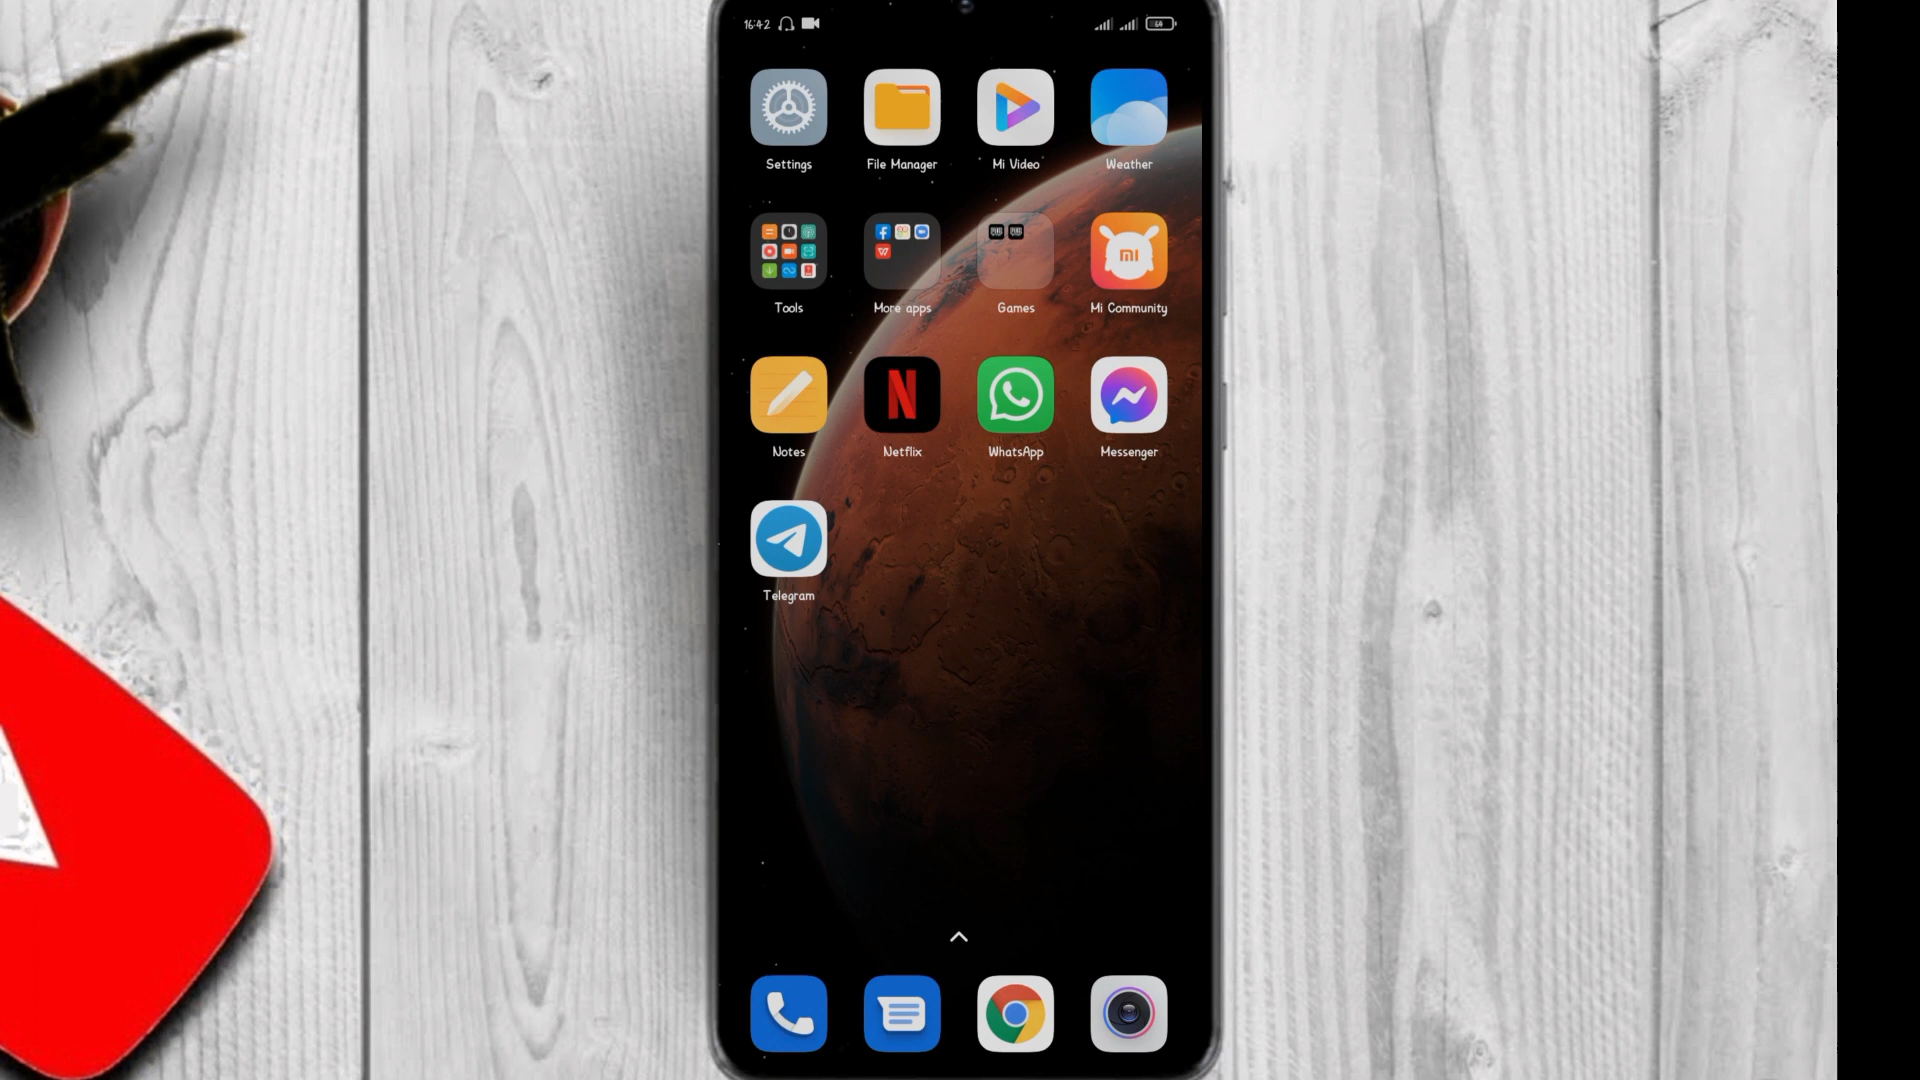 16:42
Settings
File Manager
Mi Video
Weather
Tools
More apps
Games
mi
Mi Community
Notes
N
Netflix
WhatsApp
Messenger
Telegram